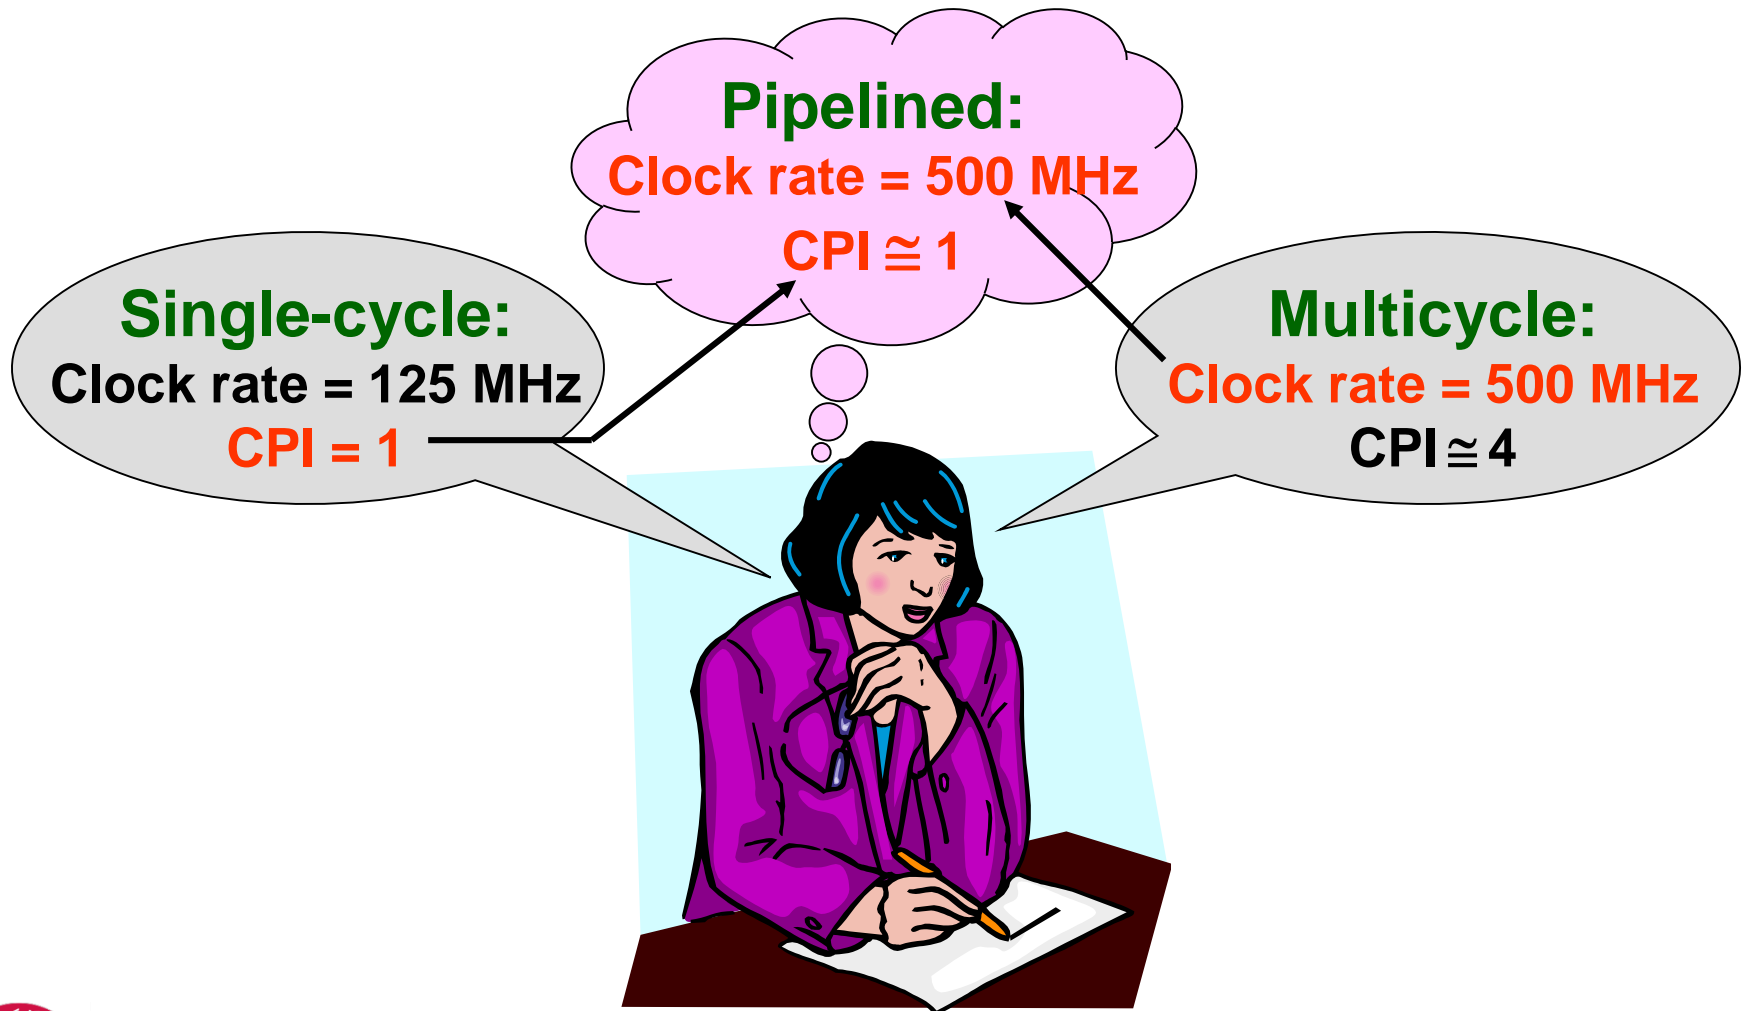 Pipelined:
Clock rate = 500 MHz
CPI ≅ 1
Single-cycle:
Clock rate = 125 MHz
CPI = 1
Multicycle:
Clock rate = 500 MHz
CPI ≅ 4